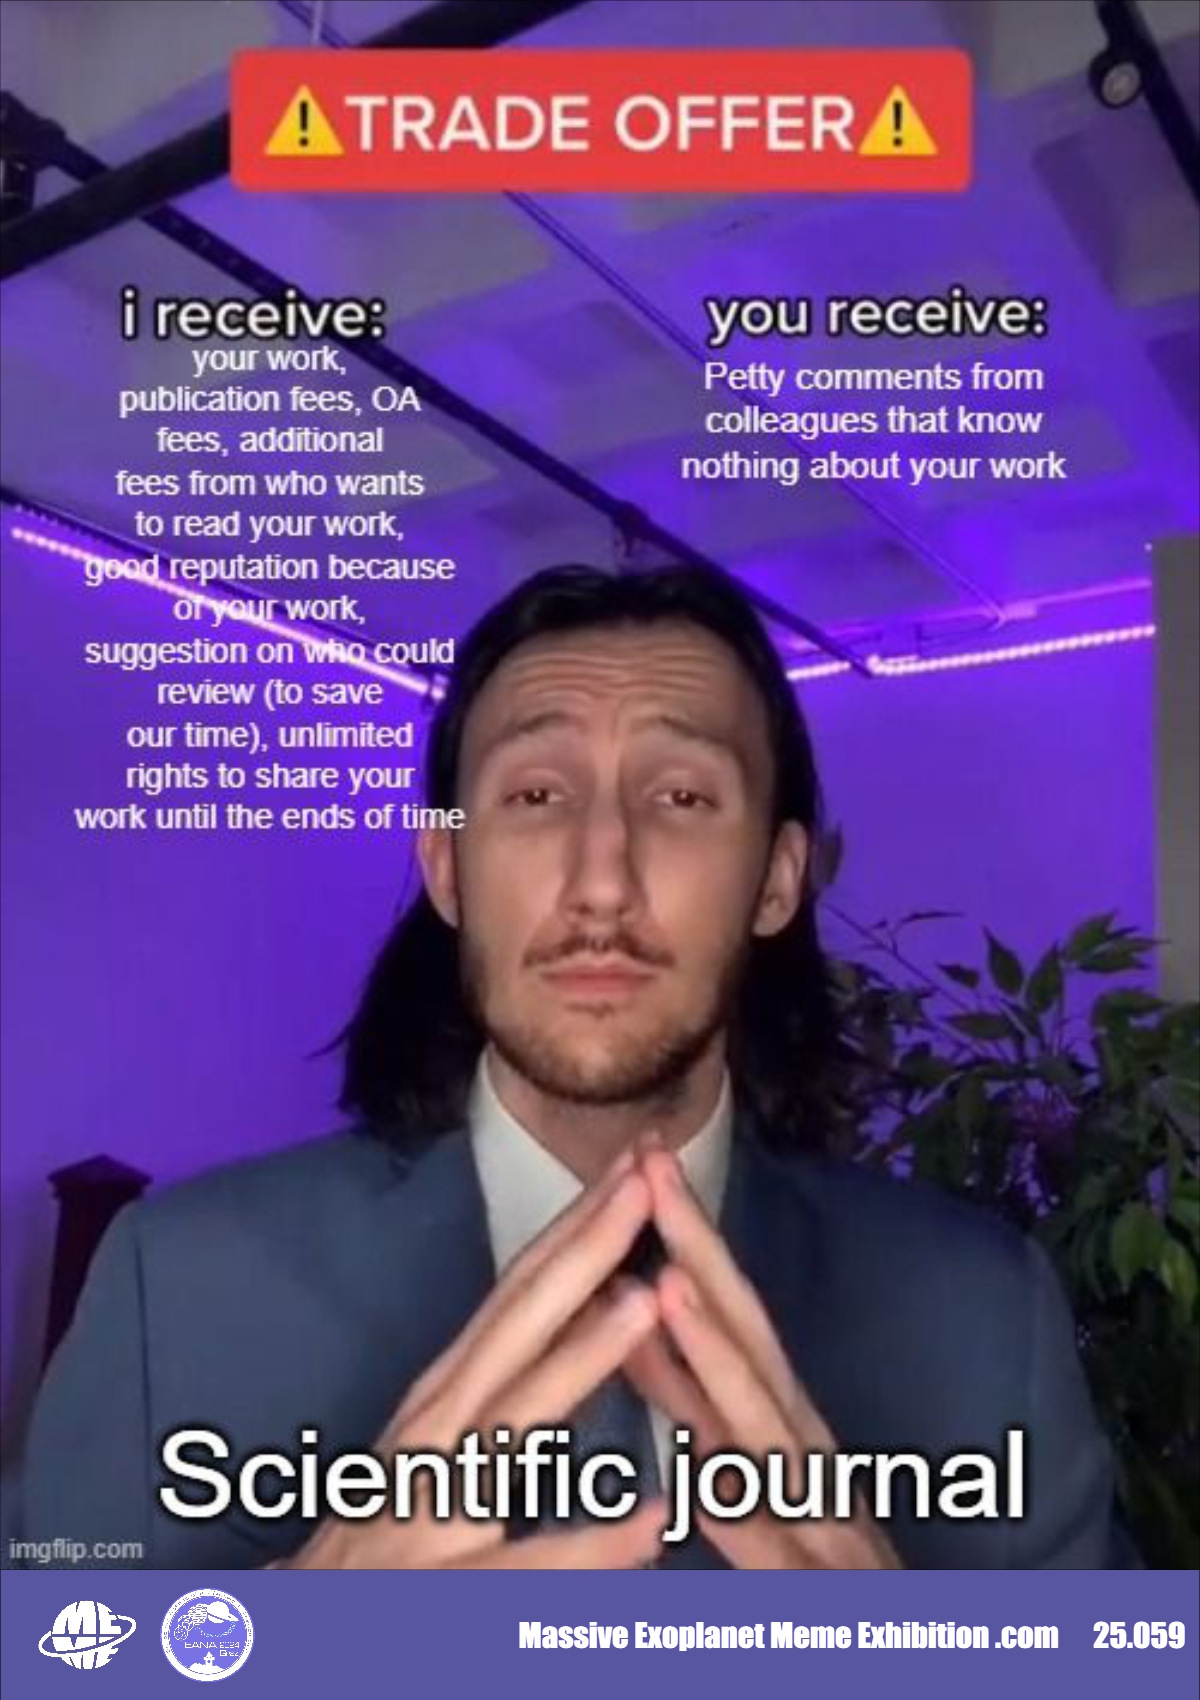 ⚠TRADE OFFER⚠
i receive:
your work,
publication fees, OA
fees, additional
fees from who wants
to read your work,
good reputation because
of your work,
suggestion on who could
review (to save
our time), unlimited
rights to share your
work until the ends of time
you receive:
Petty comments from
colleagues that know
nothing about your work
Scientific journal
imgflip.com
EANA 2024
Graz
Massive Exoplanet Meme Exhibition .com 25.059